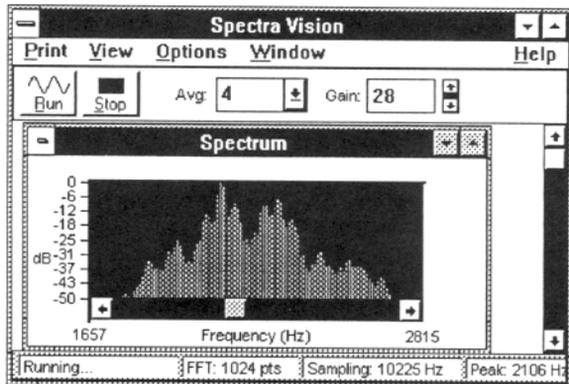 Spectra Vision
Print View Options Window Help
Run Stop Avg: 4 Gain: 28
Spectrum
0
-6
-12
-18
-25
dB -31
-37
-43
-50
1657 Frequency (Hz) 2815
Running... FFT: 1024 pts Sampling: 10225 Hz Peak: 2106 Hz